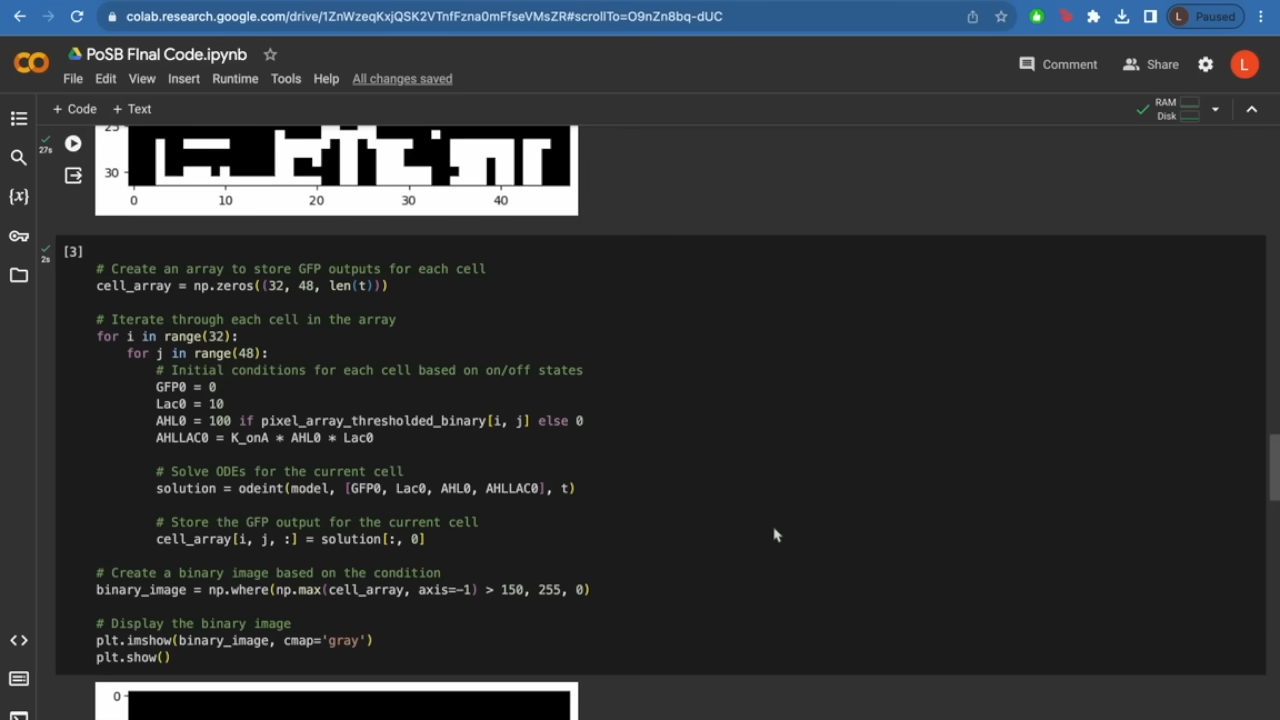 colab.research.google.com/drive/1ZnWzeqKxjQSK2VTnfFzna0mFfseVMsZR#scrollTo=O9nZn8bq-dUC
L Paused
PoSB FInal Code.ipynb
File Edit View Insert Runtime Tools Help All changes saved
Comment Share L
+ Code + Text
RAM
Disk
27s
25
30
0 10 20 30 40
[3]
2s
# Create an array to store GFP outputs for each cell
cell_array = np.zeros((32, 48, len(t)))
# Iterate through each cell in the array
for i in range(32):
for j in range(48):
# Initial conditions for each cell based on on/off states
GFP0 = 0
Lac0 = 10
AHL0 = 100 if pixel_array_thresholded_binary[i, j] else 0
AHLLAC0 = K_onA * AHL0 * Lac0
# Solve ODEs for the current cell
solution = odeint(model, [GFP0, Lac0, AHL0, AHLLAC0], t)
# Store the GFP output for the current cell
cell_array[i, j, :] = solution[:, 0]
# Create a binary image based on the condition
binary_image = np.where(np.max(cell_array, axis=-1) > 150, 255, 0)
# Display the binary image
plt.imshow(binary_image, cmap='gray')
plt.show()
0